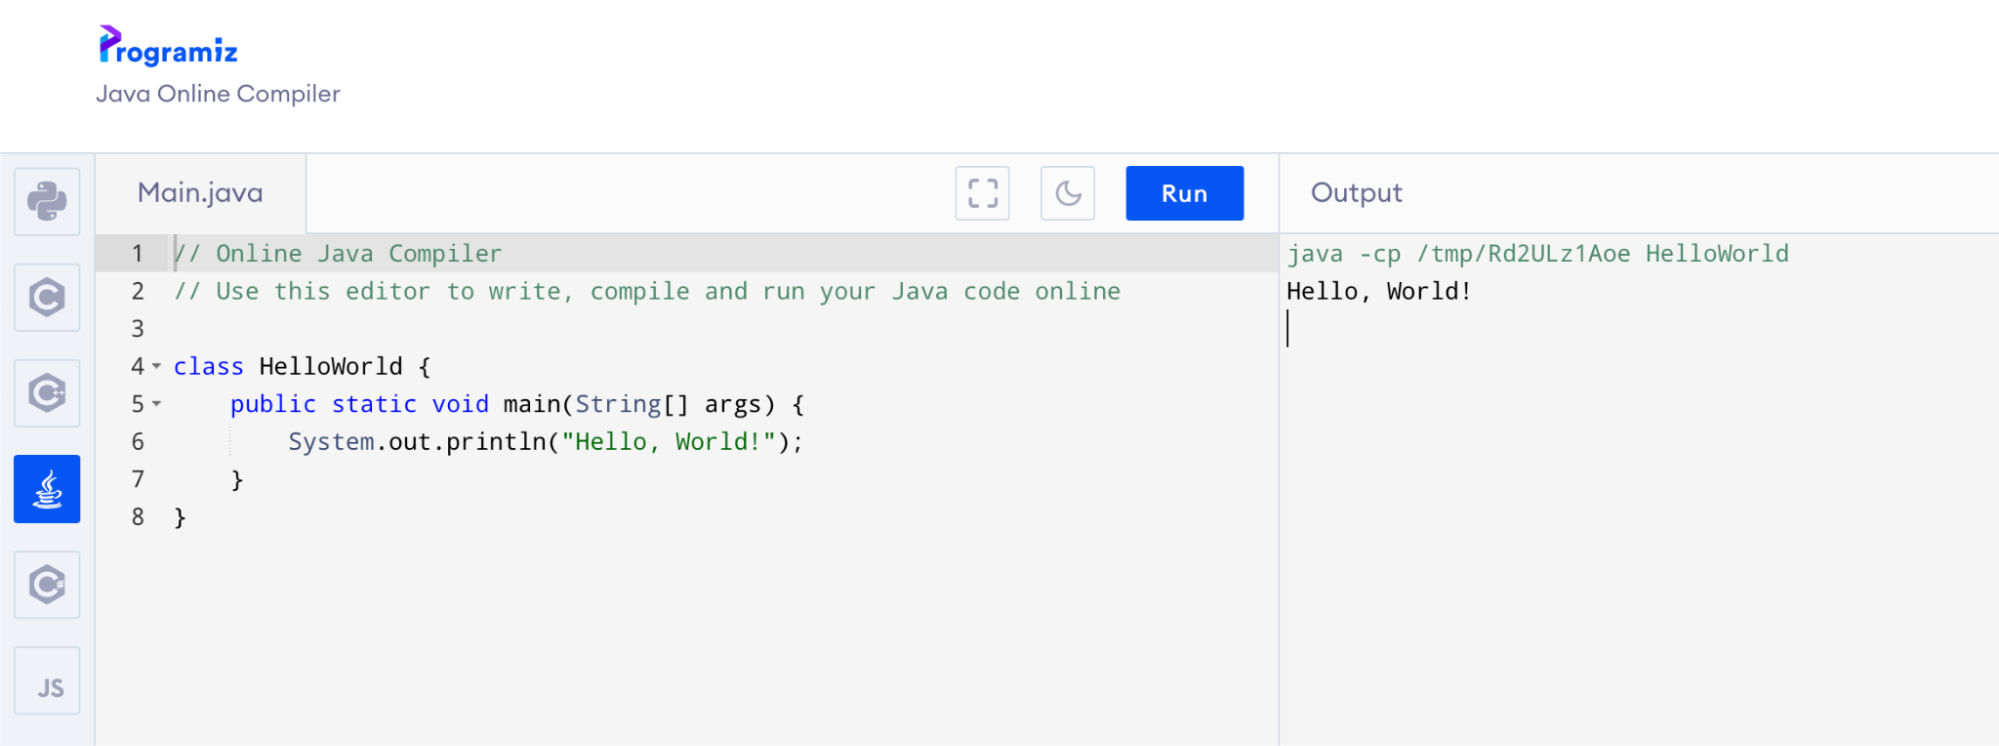 Programiz
Java Online Compiler
Main.java
Run
Output
1 // Online Java Compiler
2 // Use this editor to write, compile and run your Java code online
3
4 class HelloWorld {
5     public static void main(String[] args) {
6         System.out.println("Hello, World!");
7     }
8 }
java -cp /tmp/Rd2ULz1Aoe HelloWorld
Hello, World!
C
C++
C#
JS